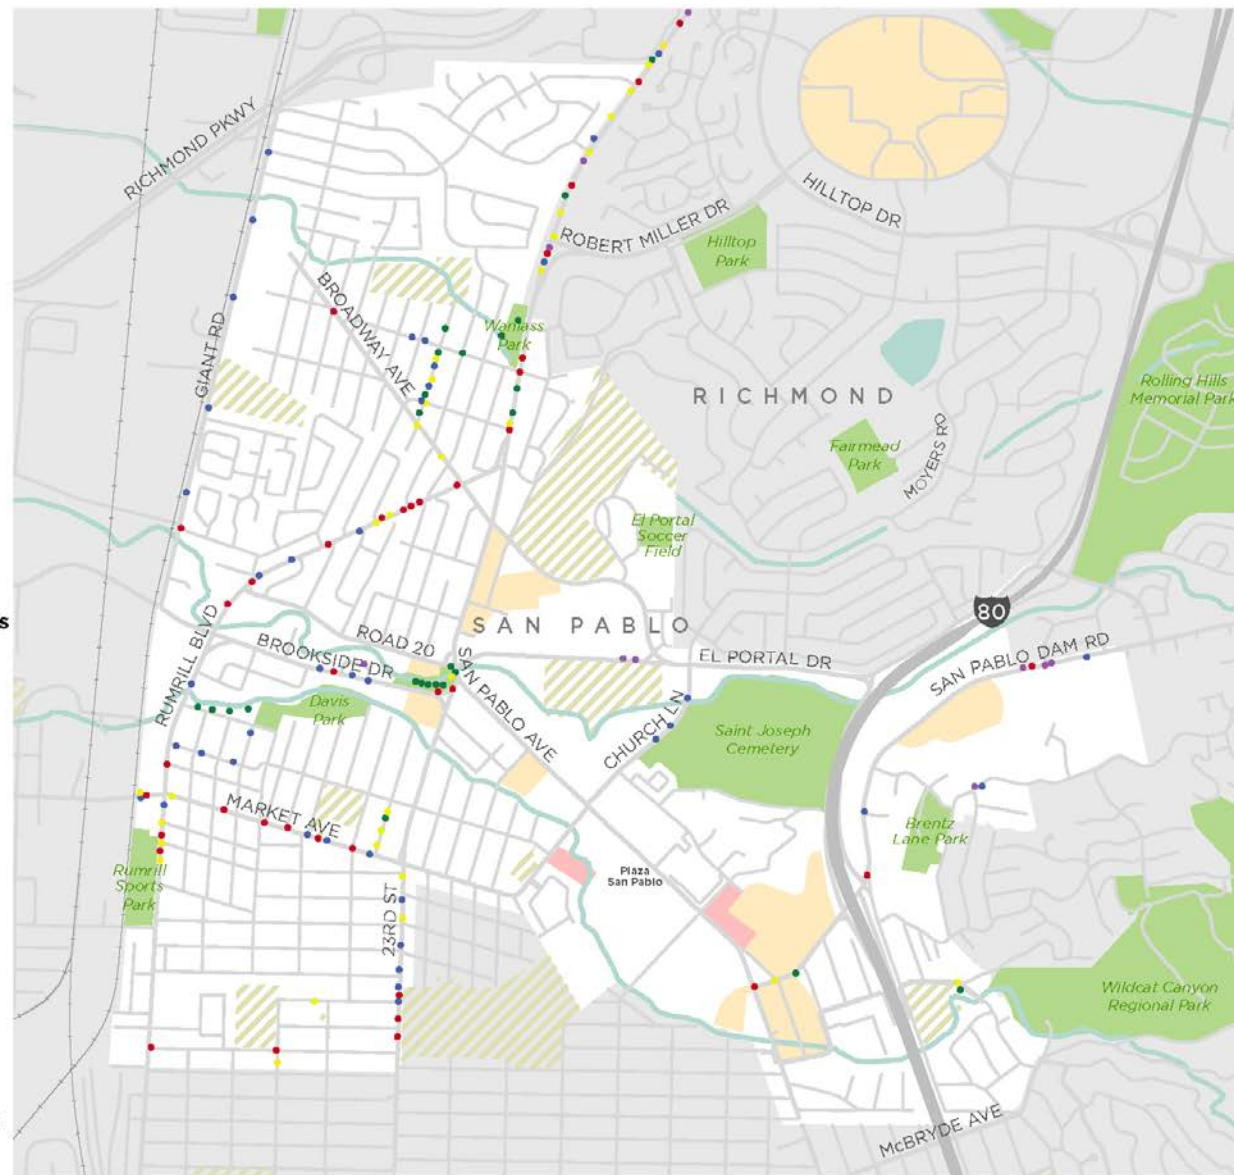 RICHMOND PKWY
HILLTOP DR
ROBERT MILLER DR
Hilltop
Park
BROADWAY AVE
Wanlass
Park
GIANT RD
RICHMOND
Rolling Hills
Memorial Park
Fairmead
Park
MOYERS RD
El Portal
Soccer
Field
80
s
RUMRILL BLVD
ROAD 20
SAN PABLO
BROOKSIDE DR
EL PORTAL DR
SAN PABLO DAM RD
SAN PABLO AVE
Davis
Park
CHURCH LN
Saint Joseph
Cemetery
MARKET AVE
Brentz
Lane Park
Rumrill
Sports
Park
Plaza
San Pablo
23RD ST
Wildcat Canyon
Regional Park
McBRYDE AVE